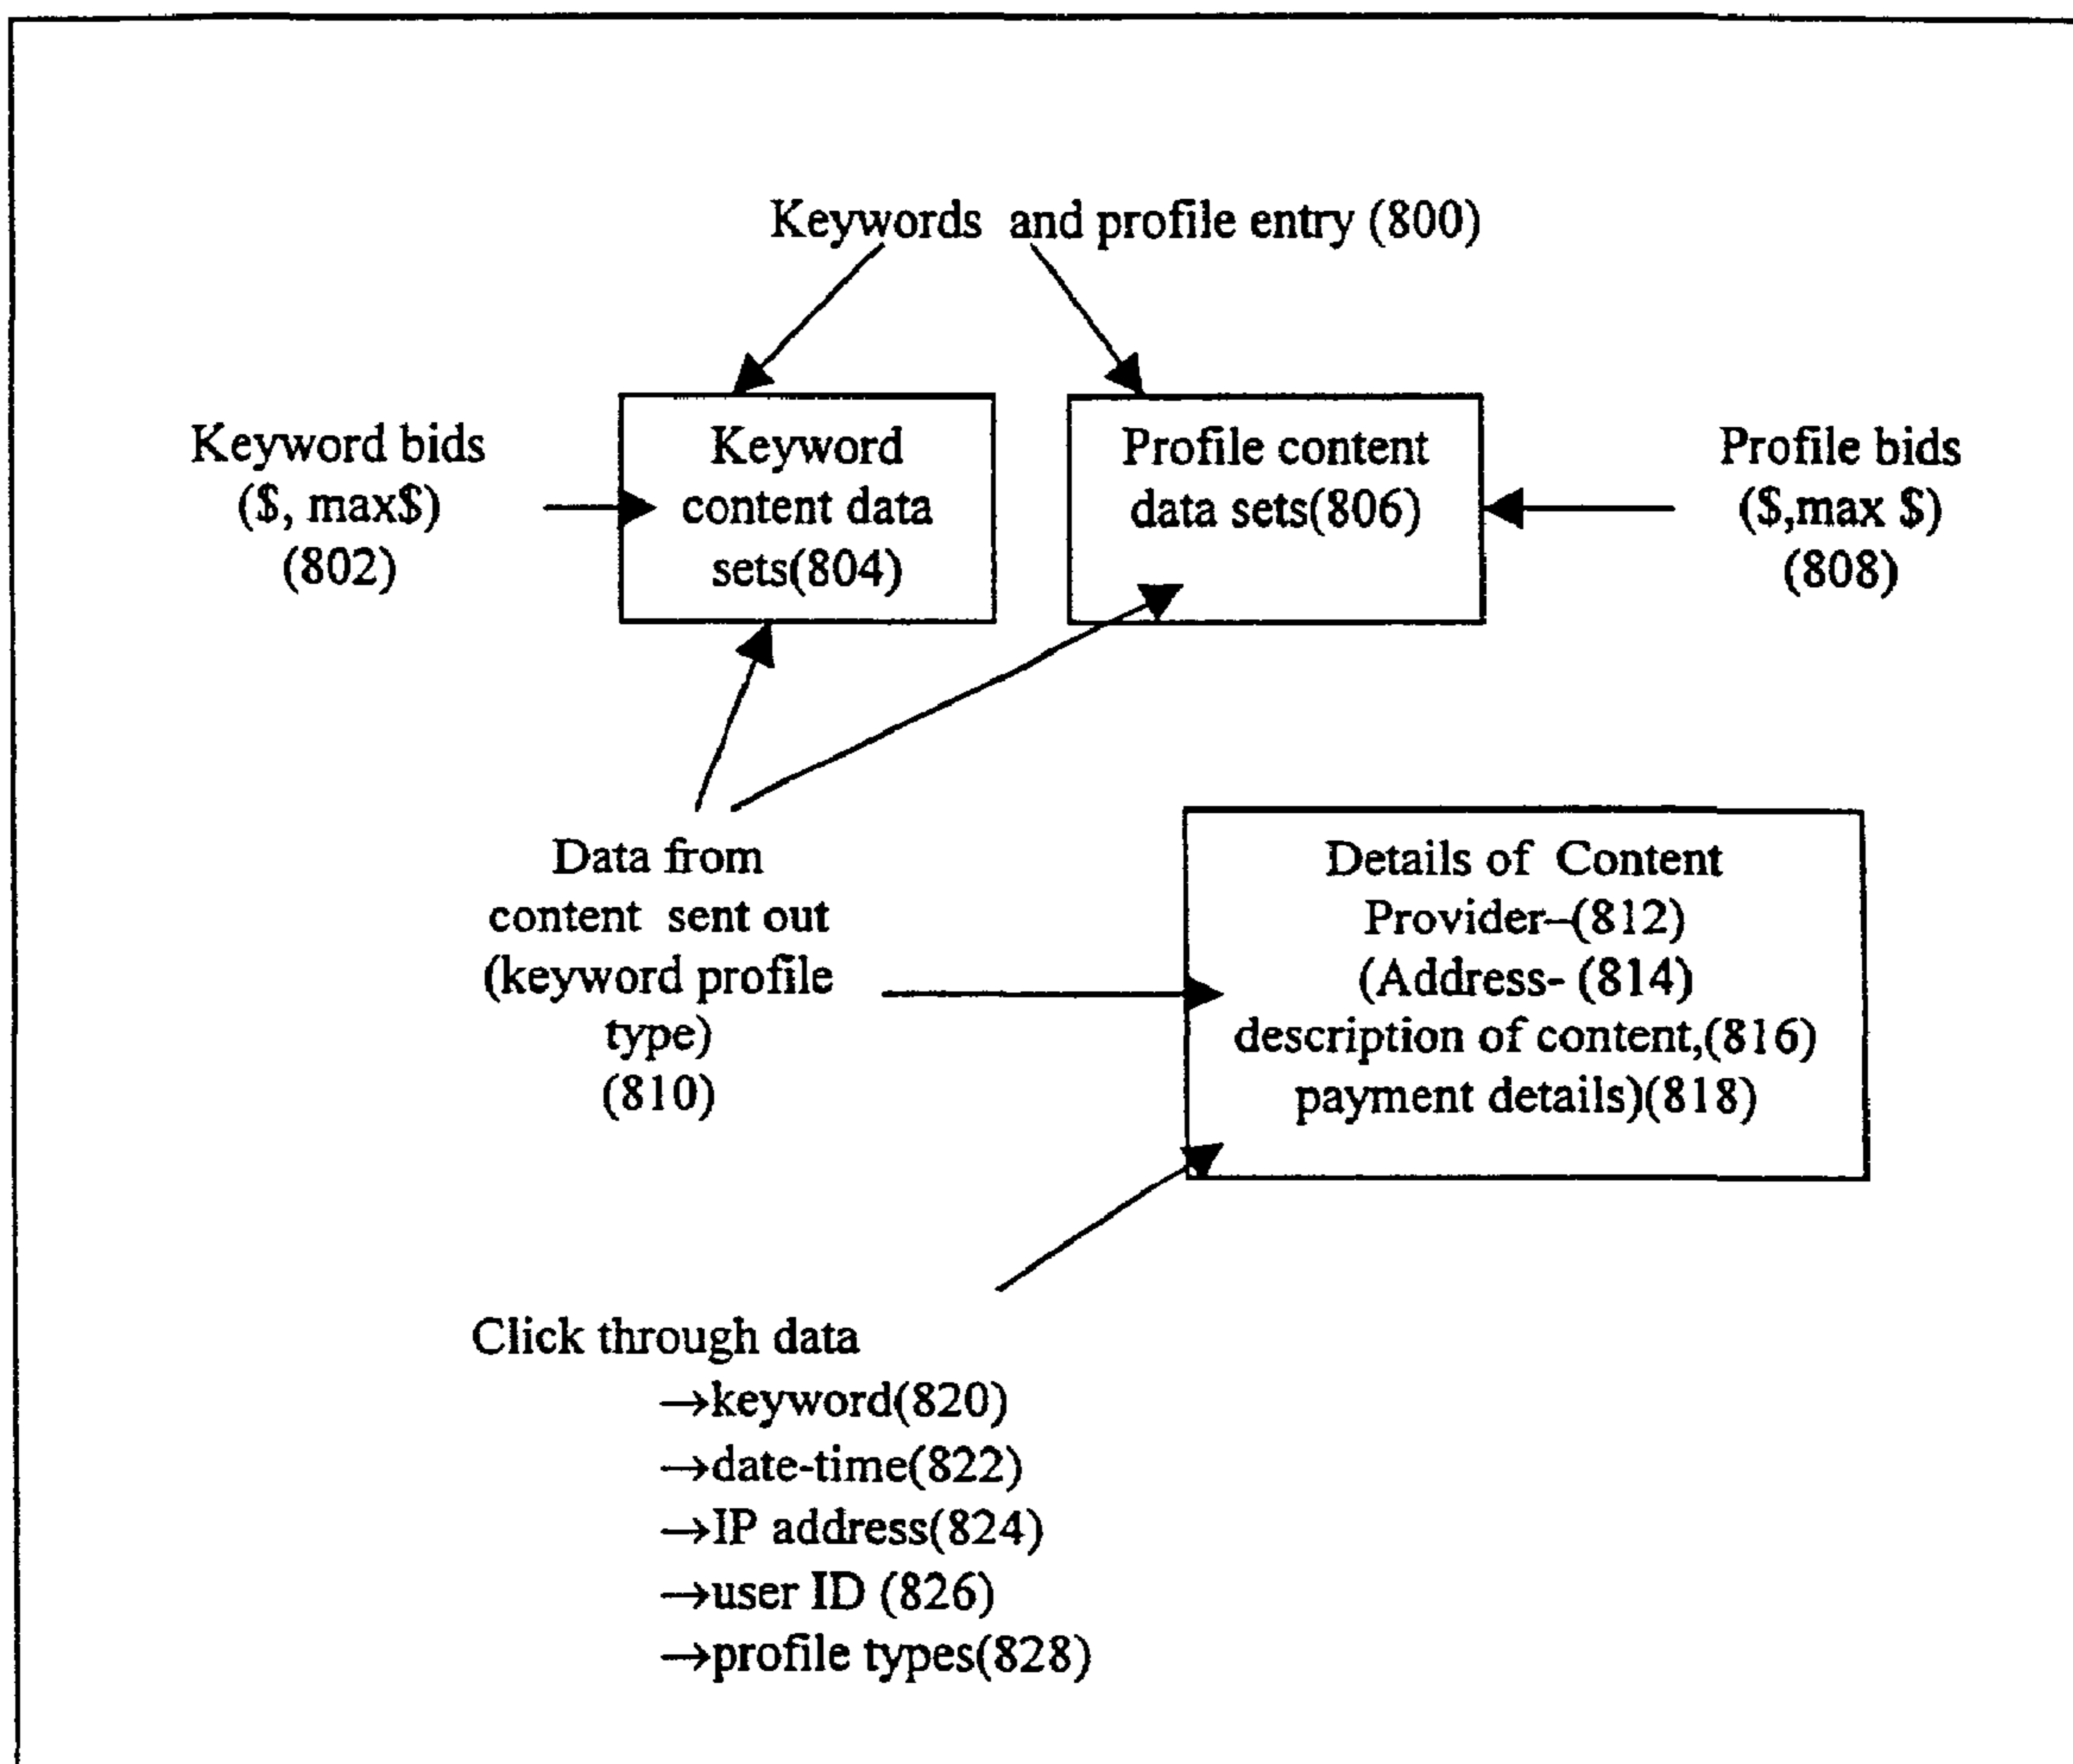 Keywords and profile entry (800)
Keyword bids
($, max$)
(802)
Keyword
content data
sets(804)
Profile content
data sets(806)
Profile bids
($,max $)
(808)
Data from
content sent out
(keyword profile
type)
(810)
Details of Content
Provider–(812)
(Address- (814)
description of content,(816)
payment details)(818)
Click through data
→keyword(820)
→date-time(822)
→IP address(824)
→user ID (826)
→profile types(828)